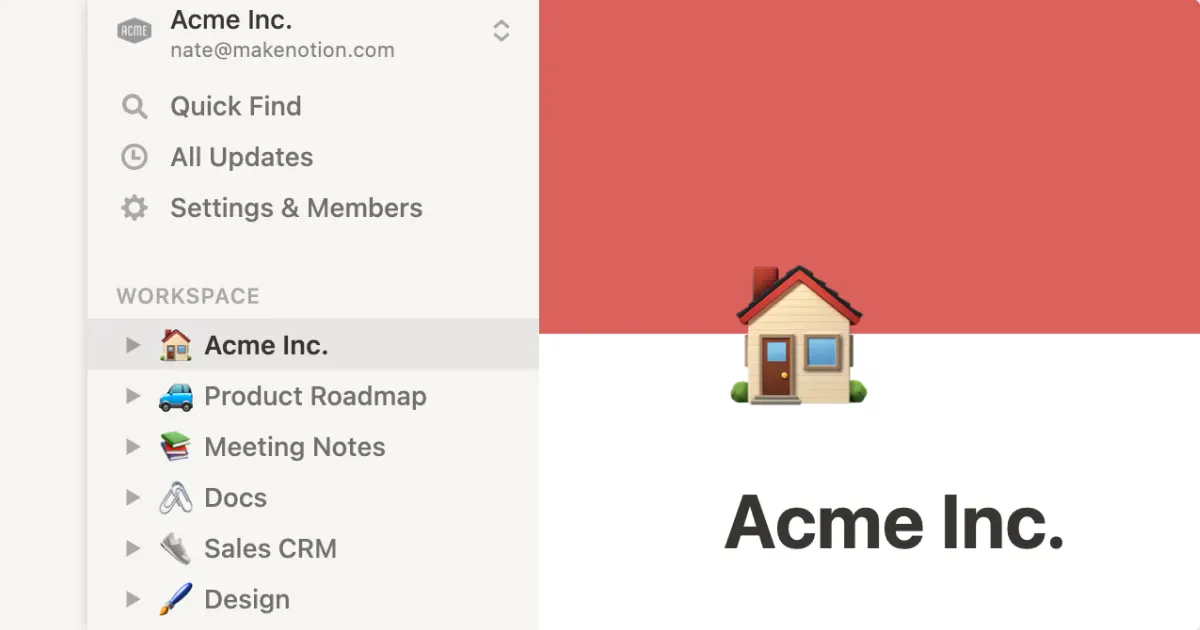 ACME
Acme Inc.
nate@makenotion.com
Quick Find
All Updates
Settings & Members
WORKSPACE
Acme Inc.
Product Roadmap
Meeting Notes
Docs
Sales CRM
Design
Acme Inc.